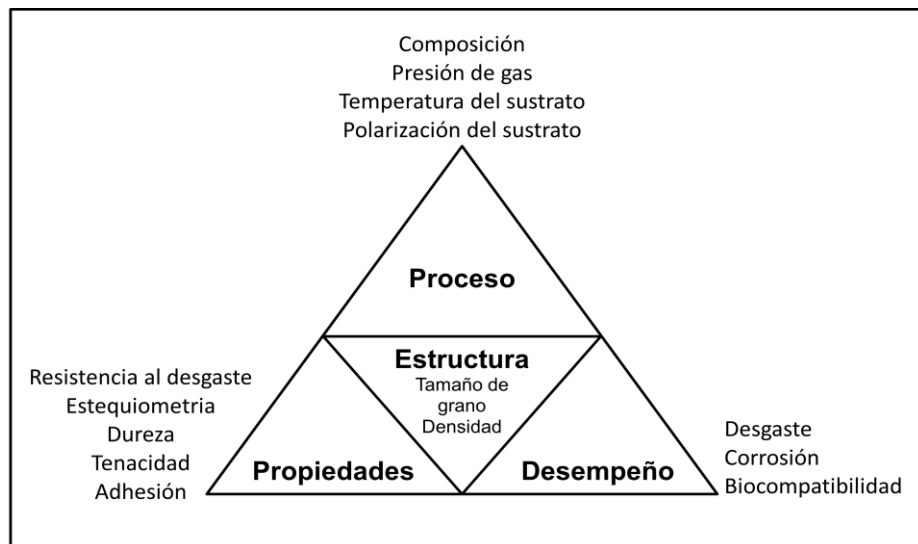 Composición
Presión de gas
Temperatura del sustrato
Polarización del sustrato
Proceso
Estructura
Tamaño de
grano
Densidad
Resistencia al desgaste
Estequiometria
Dureza
Tenacidad
Adhesión
Propiedades
Desempeño
Desgaste
Corrosión
Biocompatibilidad